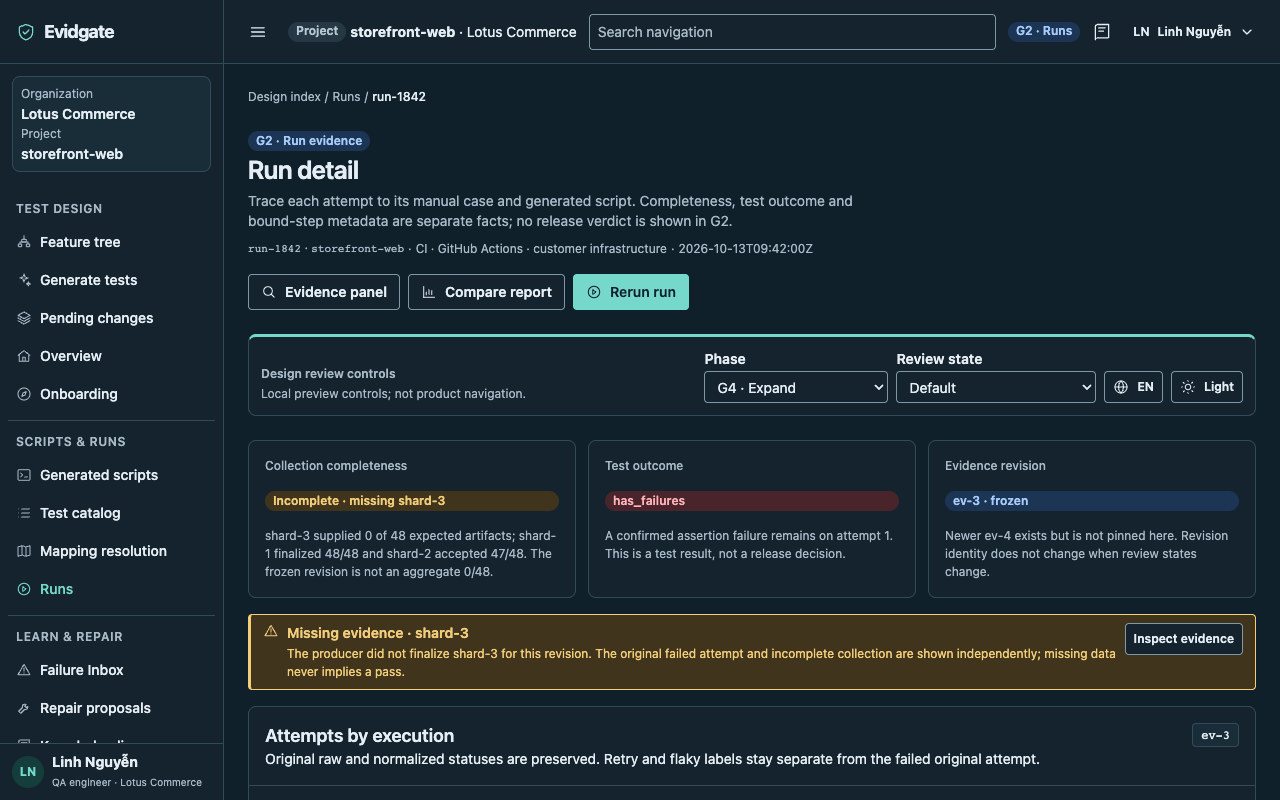 Evidgate
Project storefront-web · Lotus Commerce
Search navigation
G2 · Runs
LN Linh Nguyễn
Organization
Lotus Commerce
Project
storefront-web
TEST DESIGN
Feature tree
Generate tests
Pending changes
Overview
Onboarding
SCRIPTS & RUNS
Generated scripts
Test catalog
Mapping resolution
Runs
LEARN & REPAIR
Failure Inbox
Repair proposals
LN
Linh Nguyễn
QA engineer · Lotus Commerce
Design index / Runs / run-1842
G2 · Run evidence
Run detail
Trace each attempt to its manual case and generated script. Completeness, test outcome and
bound-step metadata are separate facts; no release verdict is shown in G2.
run-1842 · storefront-web · CI · GitHub Actions · customer infrastructure · 2026-10-13T09:42:00Z
Evidence panel
Compare report
Rerun run
Design review controls
Local preview controls; not product navigation.
Phase
G4 · Expand
Review state
Default
EN
Light
Collection completeness
Incomplete · missing shard-3
shard-3 supplied 0 of 48 expected artifacts; shard-
1 finalized 48/48 and shard-2 accepted 47/48. The
frozen revision is not an aggregate 0/48.
Test outcome
has_failures
A confirmed assertion failure remains on attempt 1.
This is a test result, not a release decision.
Evidence revision
ev-3 · frozen
Newer ev-4 exists but is not pinned here. Revision
identity does not change when review states
change.
Missing evidence · shard-3
The producer did not finalize shard-3 for this revision. The original failed attempt and incomplete collection are shown independently; missing data
never implies a pass.
Inspect evidence
Attempts by execution
Original raw and normalized statuses are preserved. Retry and flaky labels stay separate from the failed original attempt.
ev-3